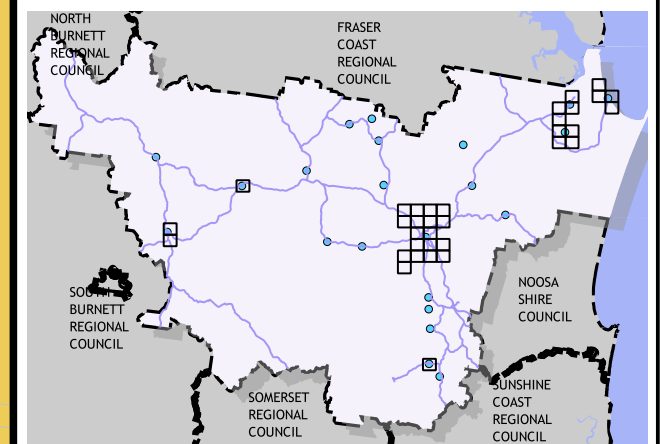 NORTH
BURNETT
REGIONAL
COUNCIL
FRASER
COAST
REGIONAL
COUNCIL
SOUTH
BURNETT
REGIONAL
COUNCIL
NOOSA
SHIRE
COUNCIL
SOMERSET
REGIONAL
COUNCIL
SUNSHINE
COAST
REGIONAL
COUNCIL